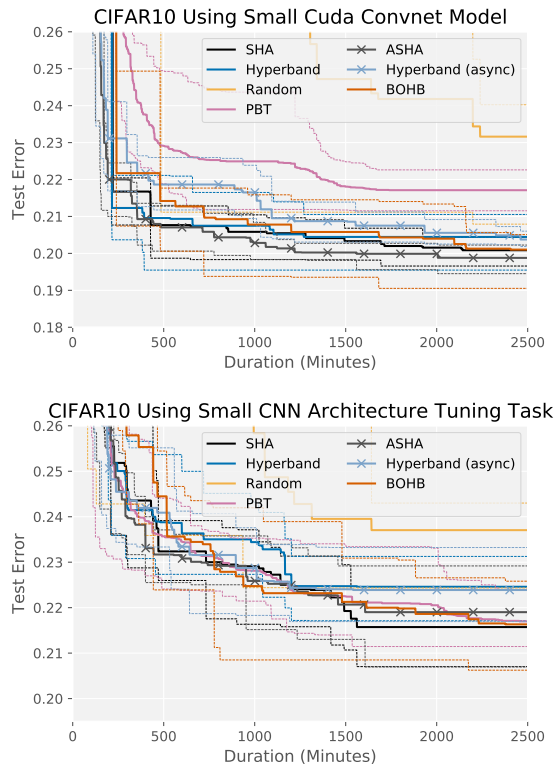 CIFAR10 Using Small Cuda Convnet Model
0.26
0.25
0.24
0.23
0.22
0.21
0.20
0.19
0.18
Test Error
SHA
Hyperband
Random
PBT
ASHA
Hyperband (async)
BOHB
0
500
1000
1500
2000
2500
Duration (Minutes)
CIFAR10 Using Small CNN Architecture Tuning Task
0.26
0.25
0.24
0.23
0.22
0.21
0.20
Test Error
SHA
Hyperband
Random
PBT
ASHA
Hyperband (async)
BOHB
0
500
1000
1500
2000
2500
Duration (Minutes)